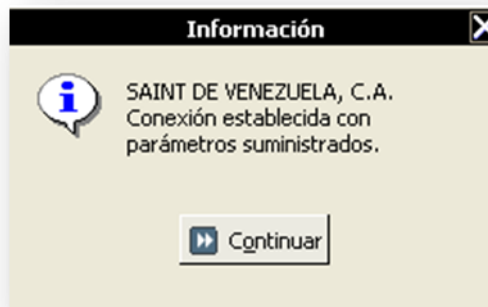 Información
SAINT DE VENEZUELA, C.A.
Conexión establecida con
parámetros suministrados.
Continuar